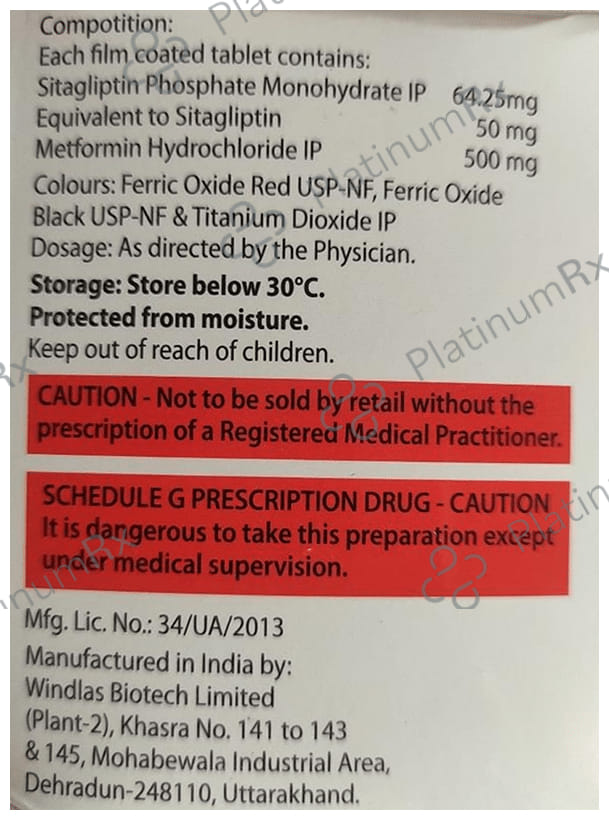 Compotition:
Each film coated tablet contains:
Sitagliptin Phosphate Monohydrate IP 64.25mg
Equivalent to Sitagliptin 50 mg
Metformin Hydrochloride IP 500 mg
Colours: Ferric Oxide Red USP-NF, Ferric Oxide
Black USP-NF & Titanium Dioxide IP
Dosage: As directed by the Physician.
Storage: Store below 30°C.
Protected from moisture.
Keep out of reach of children.
CAUTION - Not to be sold by retail without the
prescription of a Registered Medical Practitioner.
SCHEDULE G PRESCRIPTION DRUG - CAUTION
It is dangerous to take this preparation except
under medical supervision.
Mfg. Lic. No.: 34/UA/2013
Manufactured in India by:
Windlas Biotech Limited
(Plant-2), Khasra No. 141 to 143
& 145, Mohabewala Industrial Area,
Dehradun-248110, Uttarakhand.
PlatinumRx
PlatinumRx